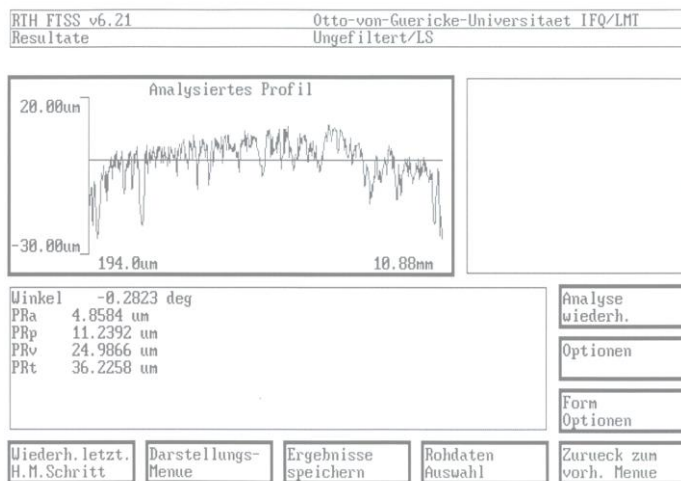 RTH FTSS v6.21 Otto-von-Guericke-Universitaet IFQ/LMT
Resultate Ungefiltert/LS
Analysiertes Profil
20.00um
-30.00um
194.0um 10.88mm
Winkel -0.2823 deg
PRa 4.8584 um
PRp 11.2392 um
PRv 24.9866 um
PRt 36.2258 um
Analyse
wiederh.
Optionen
Form
Optionen
Wiederh.letzt.
H.M.Schritt
Darstellungs-
Menue
Ergebnisse
speichern
Rohdaten
Auswahl
Zurueck zum
vorh. Menue